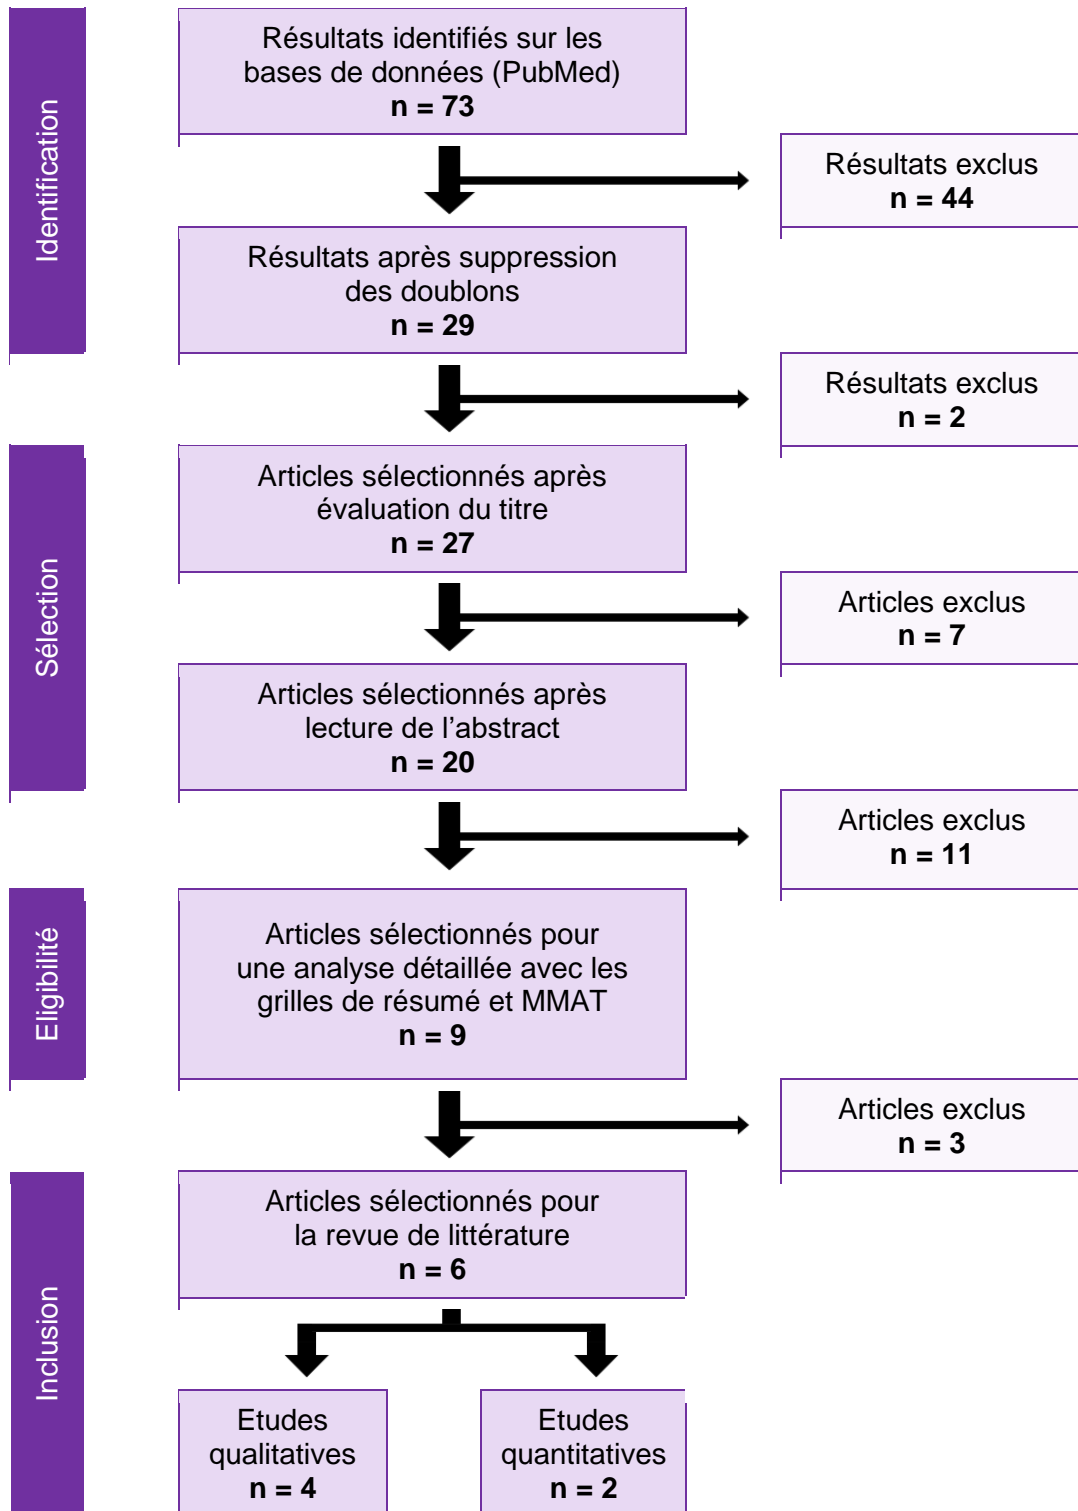 Identification
Résultats identifiés sur les
bases de données (PubMed)
n = 73
Résultats exclus
n = 44
Résultats après suppression
des doublons
n = 29
Résultats exclus
n = 2
Sélection
Articles sélectionnés après
évaluation du titre
n = 27
Articles exclus
n = 7
Articles sélectionnés après
lecture de l’abstract
n = 20
Articles exclus
n = 11
Eligibilité
Articles sélectionnés pour
une analyse détaillée avec les
grilles de résumé et MMAT
n = 9
Articles exclus
n = 3
Inclusion
Articles sélectionnés pour
la revue de littérature
n = 6
Etudes
qualitatives
n = 4
Etudes
quantitatives
n = 2